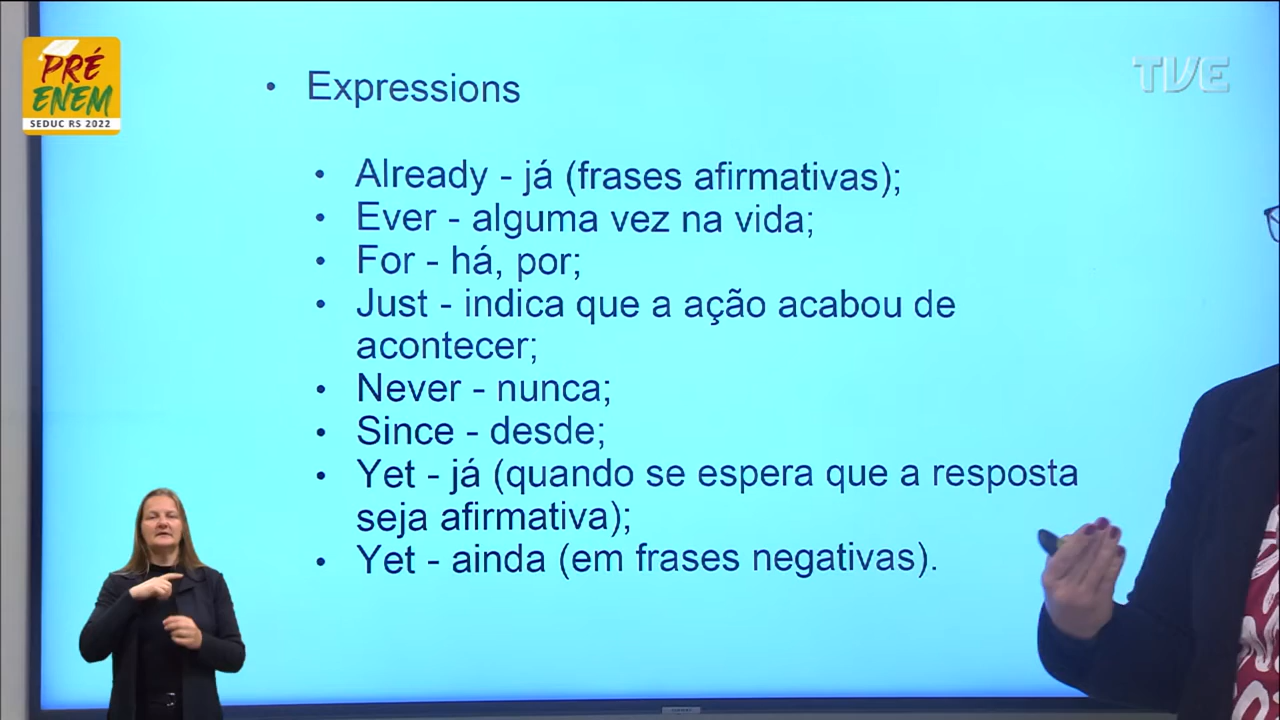 PRÉ
ENEM
SEDUC RS 2022
TVE
• Expressions
• Already - já (frases afirmativas);
• Ever - alguma vez na vida;
• For - há, por;
• Just - indica que a ação acabou de
acontecer;
• Never - nunca;
• Since - desde;
• Yet - já (quando se espera que a resposta
seja afirmativa);
• Yet - ainda (em frases negativas).